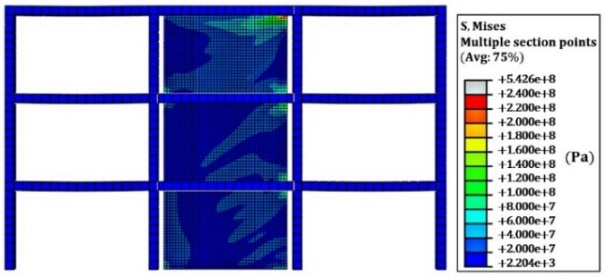 S, Mises
Multiple section points
(Avg: 75%)
+5.426e+8
+2.400e+8
+2.200e+8
+2.000e+8
+1.800e+8
+1.600e+8
+1.400e+8
+1.200e+8
+1.000e+8
+8.000e+7
+6.000e+7
+4.000e+7
+2.000e+7
+2.204e+3
(Pa)